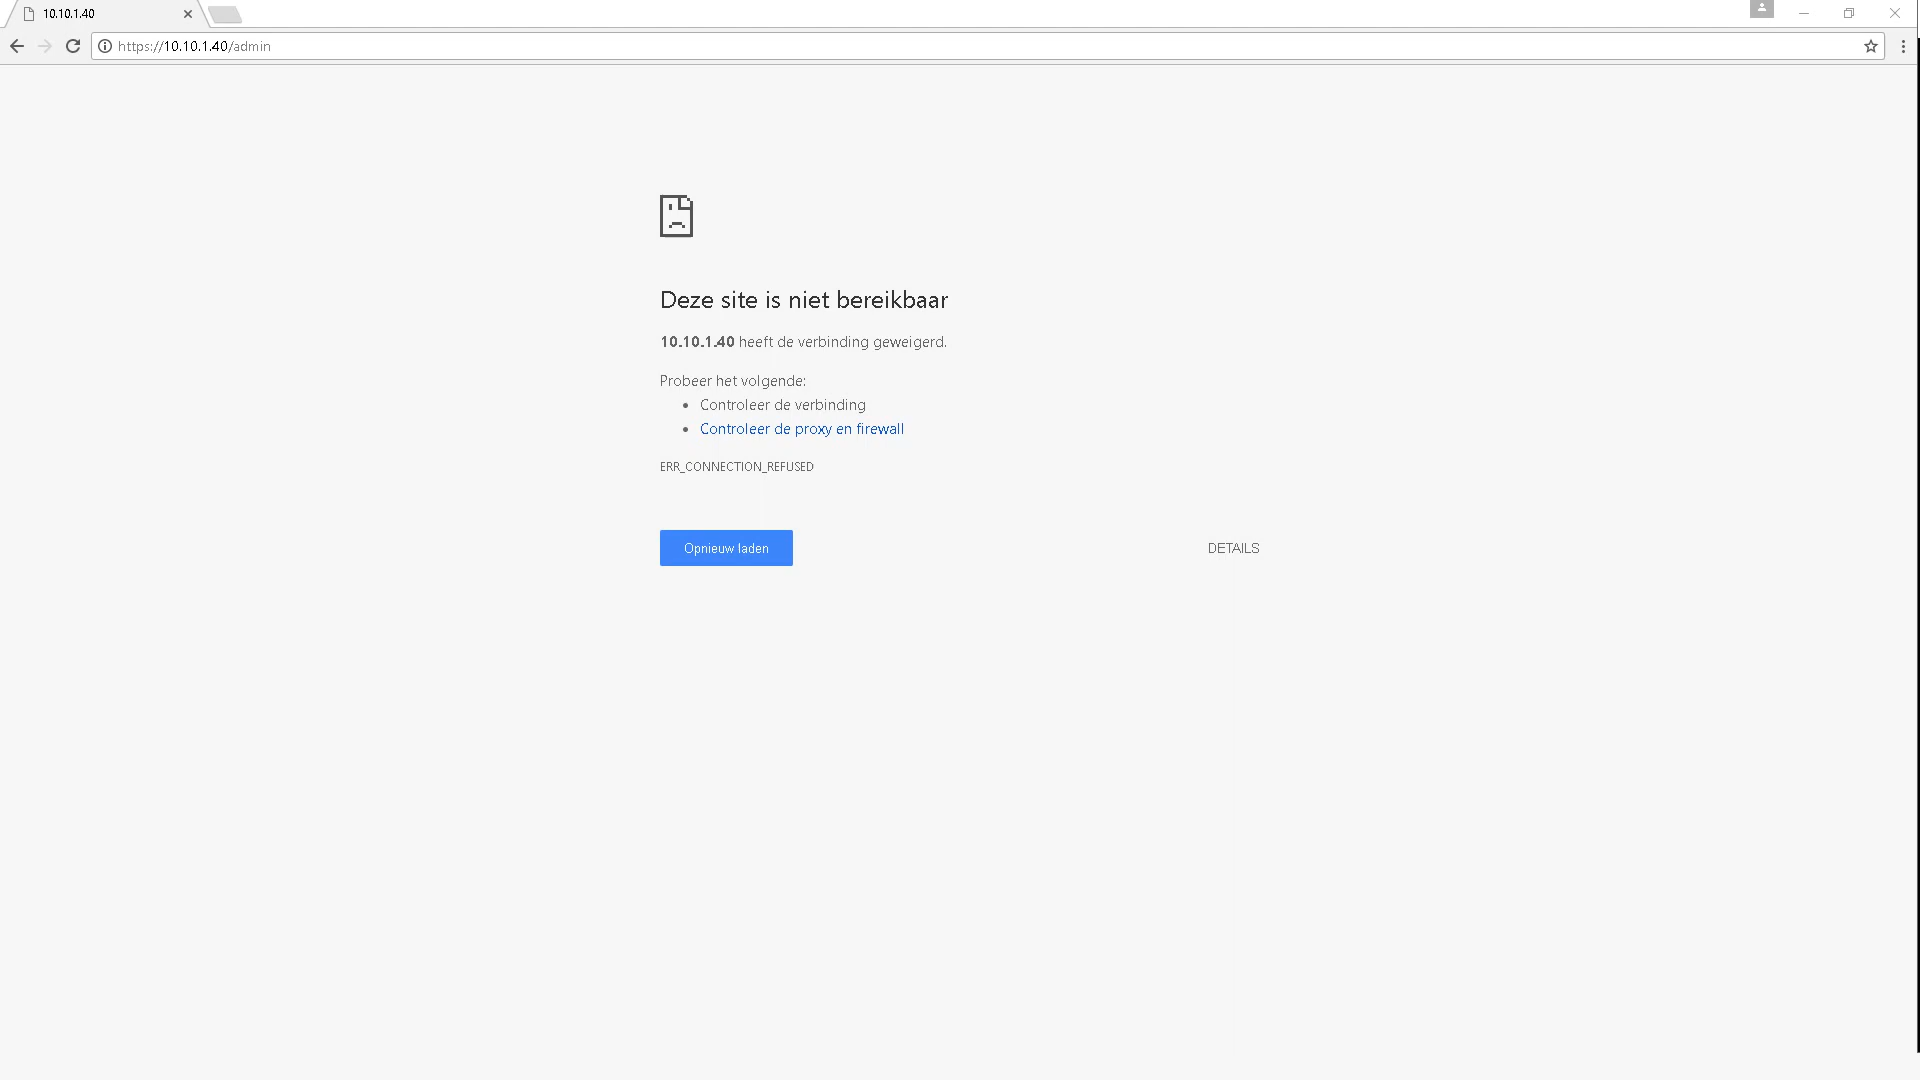 10.10.1.40
https://10.10.1.40/admin
Deze site is niet bereikbaar
10.10.1.40 heeft de verbinding geweigerd.
Probeer het volgende:
Controleer de verbinding
Controleer de proxy en firewall
ERR_CONNECTION_REFUSED
Opnieuw laden
DETAILS